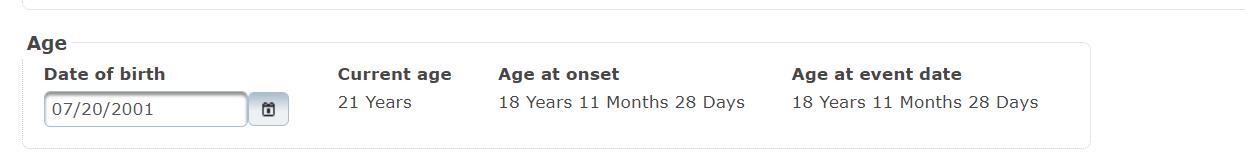 Age
Date of birth
Current age
Age at onset
Age at event date
07/20/2001
21 Years
18 Years 11 Months 28 Days
18 Years 11 Months 28 Days